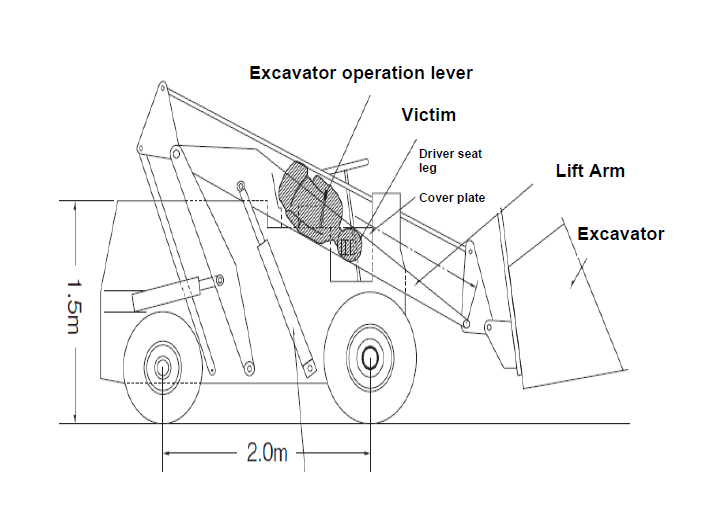 Excavator operation lever
Victim
Driver seat
leg
Lift Arm
Cover plate
Excavator
1.5m
2.0m